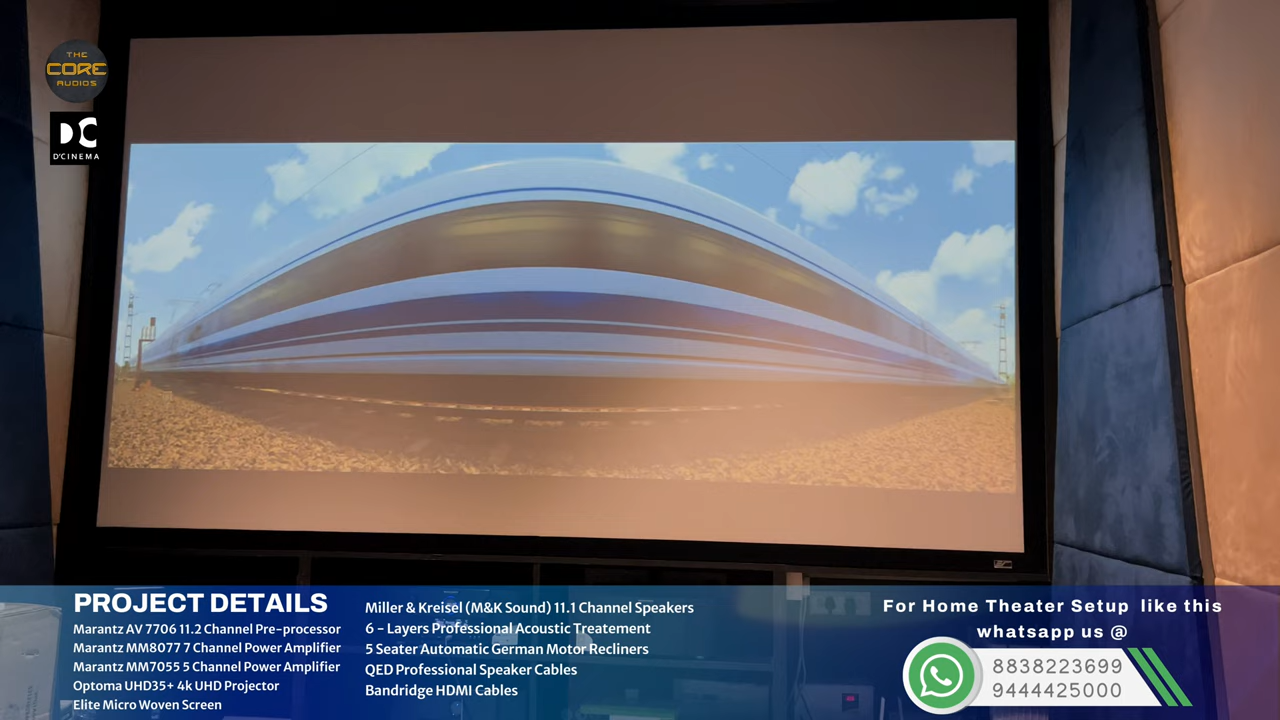 THE
CORE
AUDIOS
DC
D'CINEMA
PROJECT DETAILS
Marantz AV 7706 11.2 Channel Pre-processor
Marantz MM8077 7 Channel Power Amplifier
Marantz MM7055 5 Channel Power Amplifier
Optoma UHD35+ 4k UHD Projector
Elite Micro Woven Screen
Miller & Kreisel (M&K Sound) 11.1 Channel Speakers
6 - Layers Professional Acoustic Treatement
5 Seater Automatic German Motor Recliners
QED Professional Speaker Cables
Bandridge HDMI Cables
For Home Theater Setup like this
whatsapp us @
8838223699
9444425000